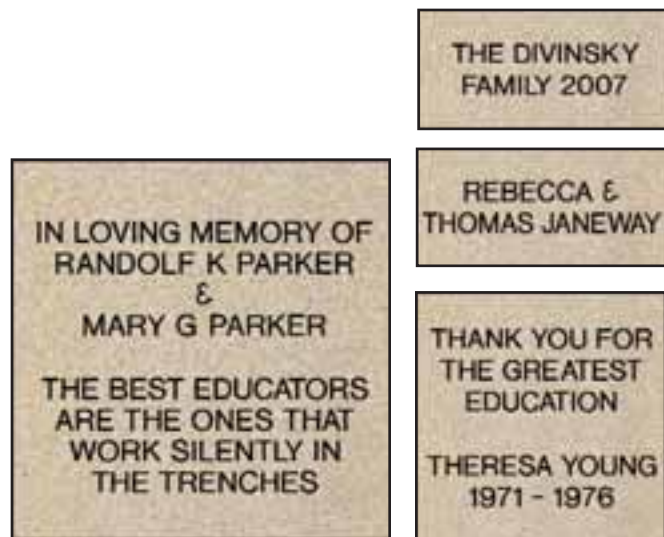 IN LOVING MEMORY OF
RANDOLF K PARKER
&
MARY G PARKER
THE BEST EDUCATORS
ARE THE ONES THAT
WORK SILENTLY IN
THE TRENCHES
THE DIVINSKY
FAMILY 2007
REBECCA &
THOMAS JANEWAY
THANK YOU FOR
THE GREATEST
EDUCATION
THERESA YOUNG
1971 - 1976